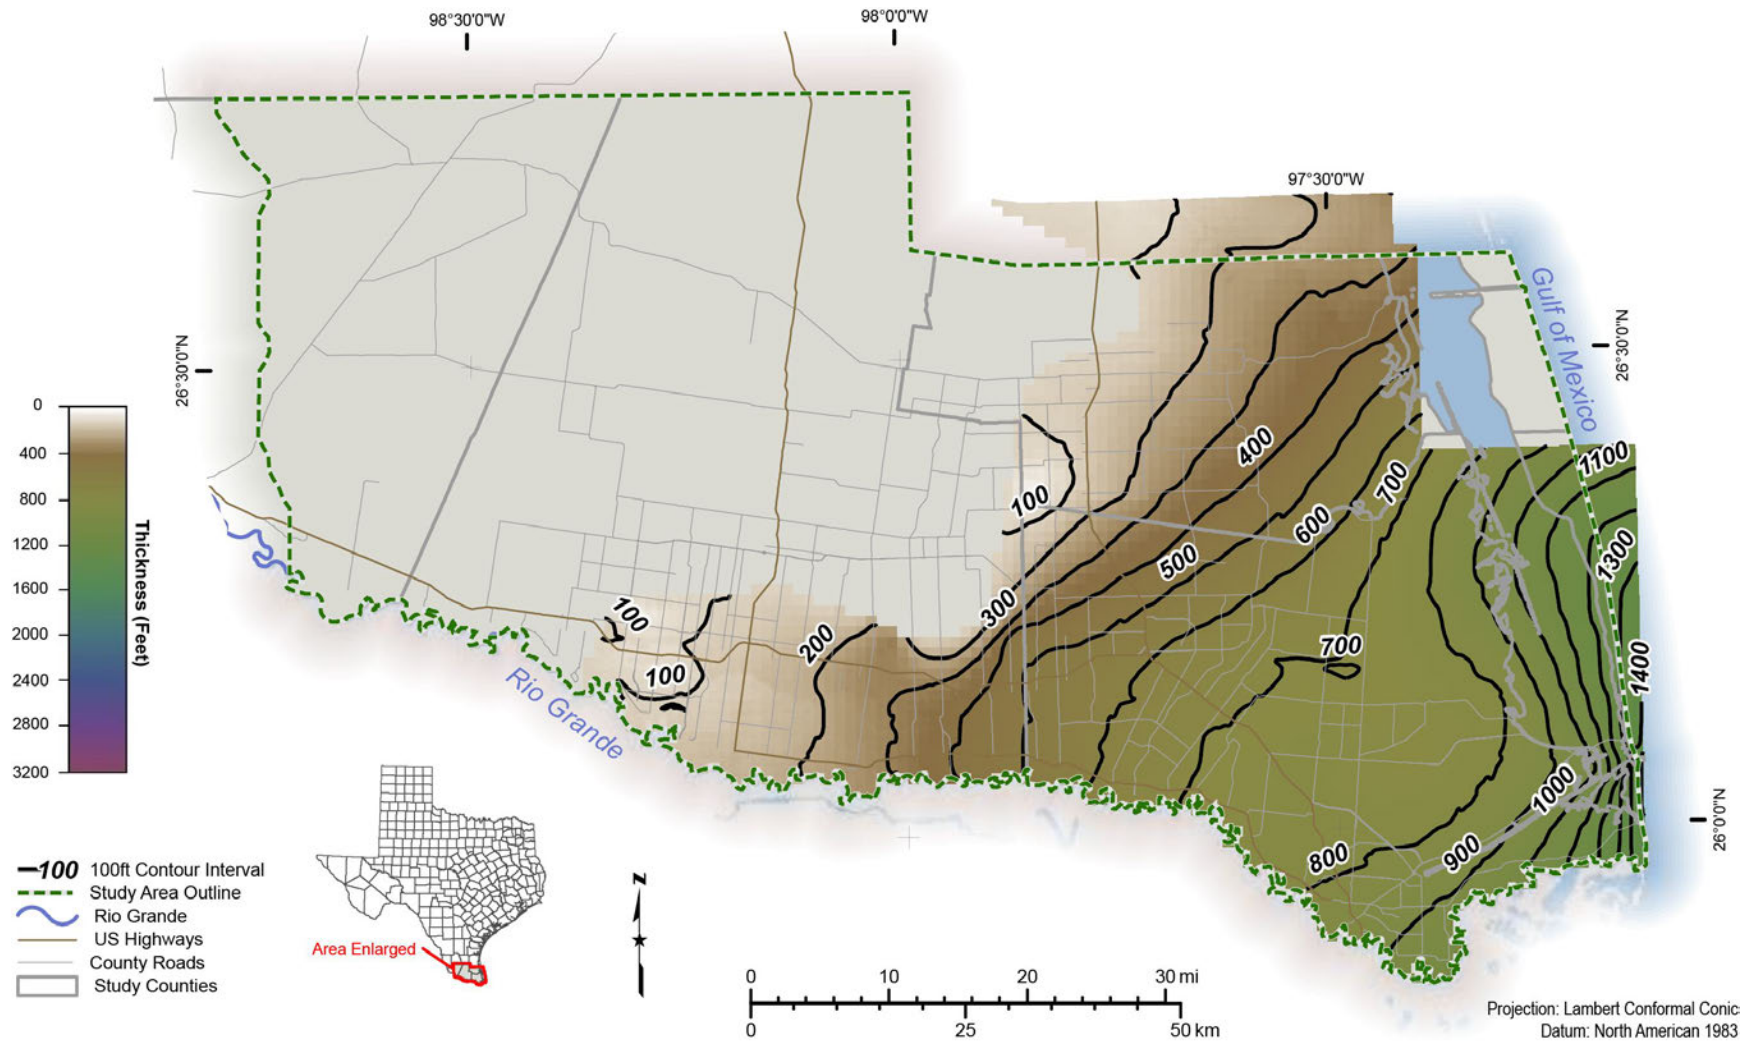 98°30'0"W
98°0'0"W
97°30'0"W
Gulf of Mexico
26°30'0"N
26°30'0"N
0
400
800
1200
1600
2000
2400
2800
3200
Thickness (Feet)
1100
400
700
100
600
500
1300
300
100
200
700
100
1400
Rio Grande
1000
26°0'0"N
800
900
100 100ft Contour Interval
Study Area Outline
Rio Grande
US Highways
County Roads
Study Counties
Area Enlarged
N
0 10 20 30 mi
0 25 50 km
Projection: Lambert Conformal Conic
Datum: North American 1983